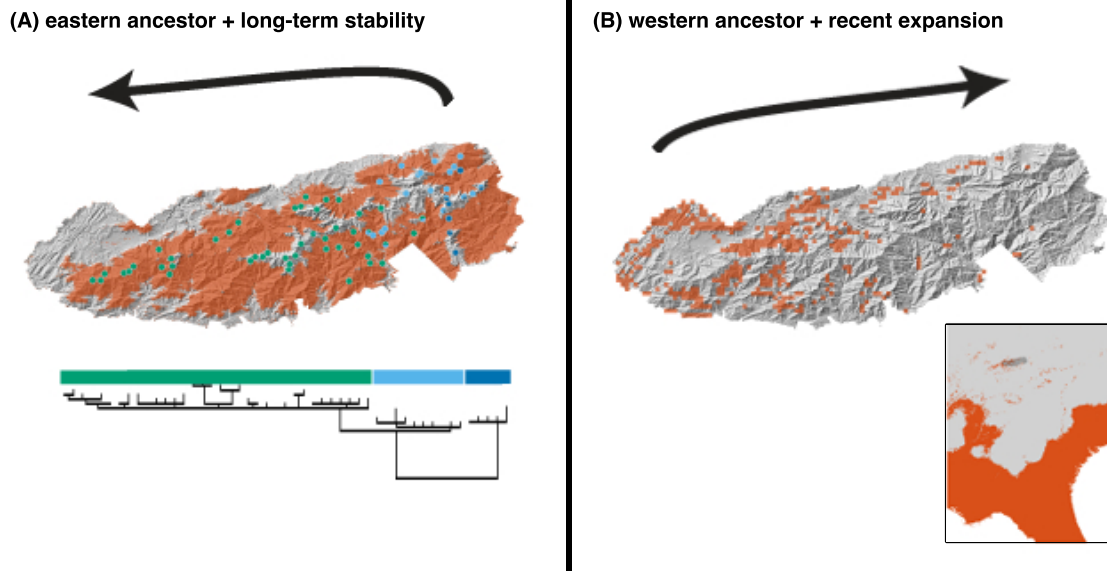 (A) eastern ancestor + long-term stability
(B) western ancestor + recent expansion